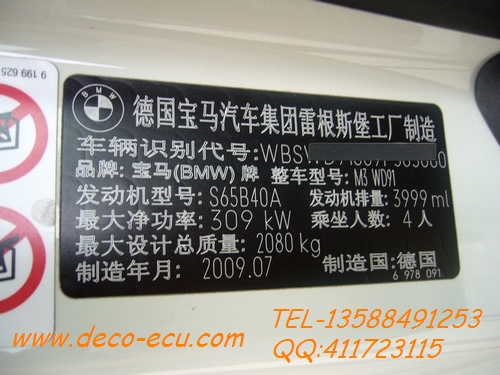 9 199 625
BMW
德国宝马汽车集团雷根斯堡工厂制造
车辆识别代号:
品牌: 宝马(BMW) 牌 整车型号: M3 WD91
发动机型号: S65B40A 发动机排量: 3999 ml
最大净功率: 309 kW 乘坐人数: 4 人
最大设计总质量: 2080 kg
制造年月: 2009.07 制造国: 德国
6 978 091
TEL-13588491253
www.deco-ecu.com
QQ:411723115